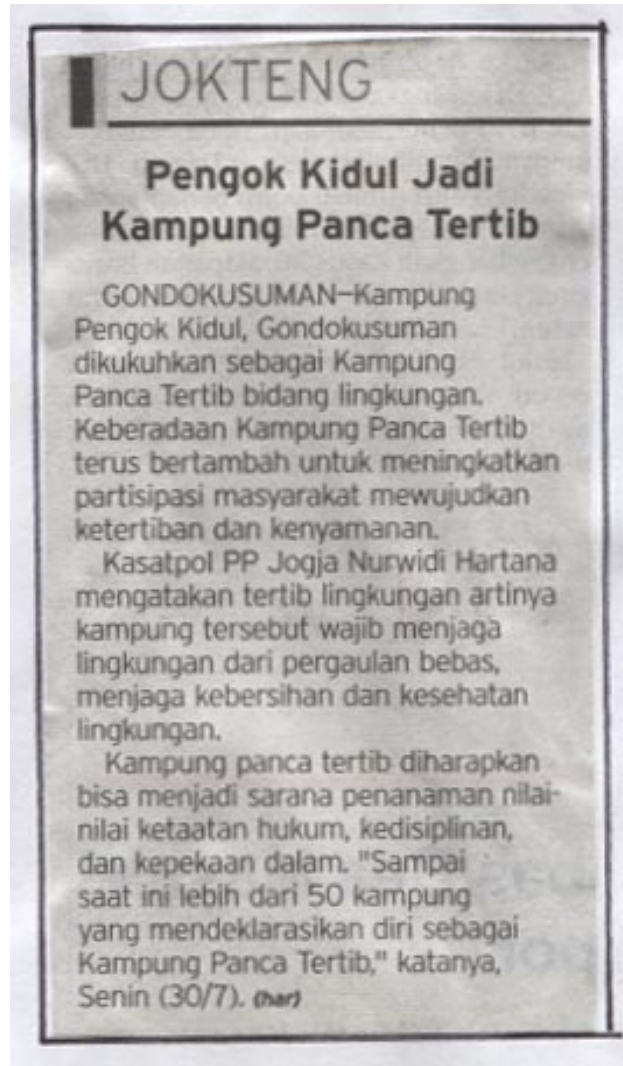 JOKTENG
Pengok Kidul Jadi
Kampung Panca Tertib
GONDOKUSUMAN—Kampung
Pengok Kidul, Gondokusuman
dikukuhkan sebagai Kampung
Panca Tertib bidang lingkungan.
Keberadaan Kampung Panca Tertib
terus bertambah untuk meningkatkan
partisipasi masyarakat mewujudkan
ketertiban dan kenyamanan.
Kasatpol PP Jogja Nurwidi Hartana
mengatakan tertib lingkungan artinya
kampung tersebut wajib menjaga
lingkungan dari pergaulan bebas,
menjaga kebersihan dan kesehatan
lingkungan.
Kampung panca tertib diharapkan
bisa menjadi sarana penanaman nilai-
nilai ketaatan hukum, kedisiplinan,
dan kepekaan dalam. "Sampai
saat ini lebih dari 50 kampung
yang mendeklarasikan diri sebagai
Kampung Panca Tertib," katanya,
Senin (30/7). (har)